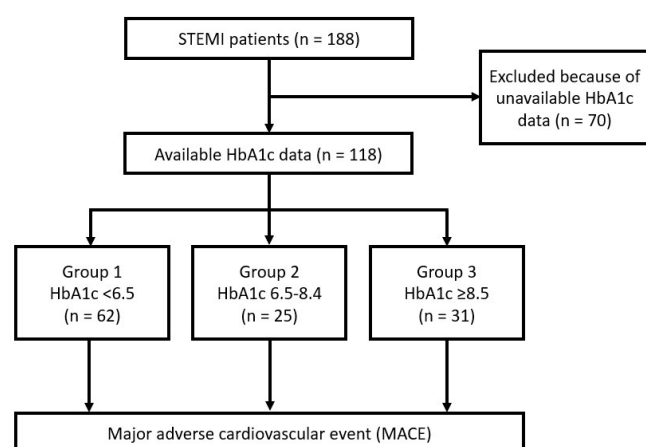 STEMI patients (n = 188)
Excluded because of
unavailable HbA1c
data (n = 70)
Available HbA1c data (n = 118)
Group 1
HbA1c <6.5
(n = 62)
Group 2
HbA1c 6.5-8.4
(n = 25)
Group 3
HbA1c ≥8.5
(n = 31)
Major adverse cardiovascular event (MACE)